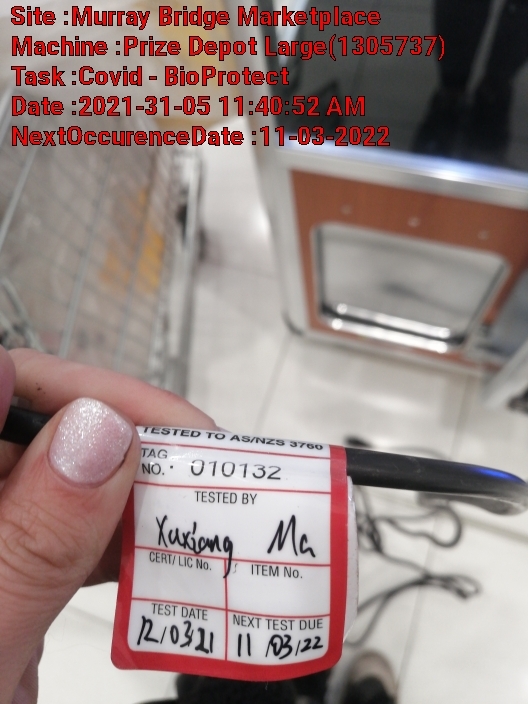 Site :Murray Bridge Marketplace
Machine :Prize Depot Large(1305737)
Task :Covid - BioProtect
Date :2021-31-05 11:40:52 AM
NextOccurenceDate :11-03-2022
TESTED TO AS/NZS 3760
TAG
NO. 010132
TESTED BY
Xuxiang Ma
CERT/ LIC No. ITEM No.
TEST DATE NEXT TEST DUE
12/03/21 11/03/22